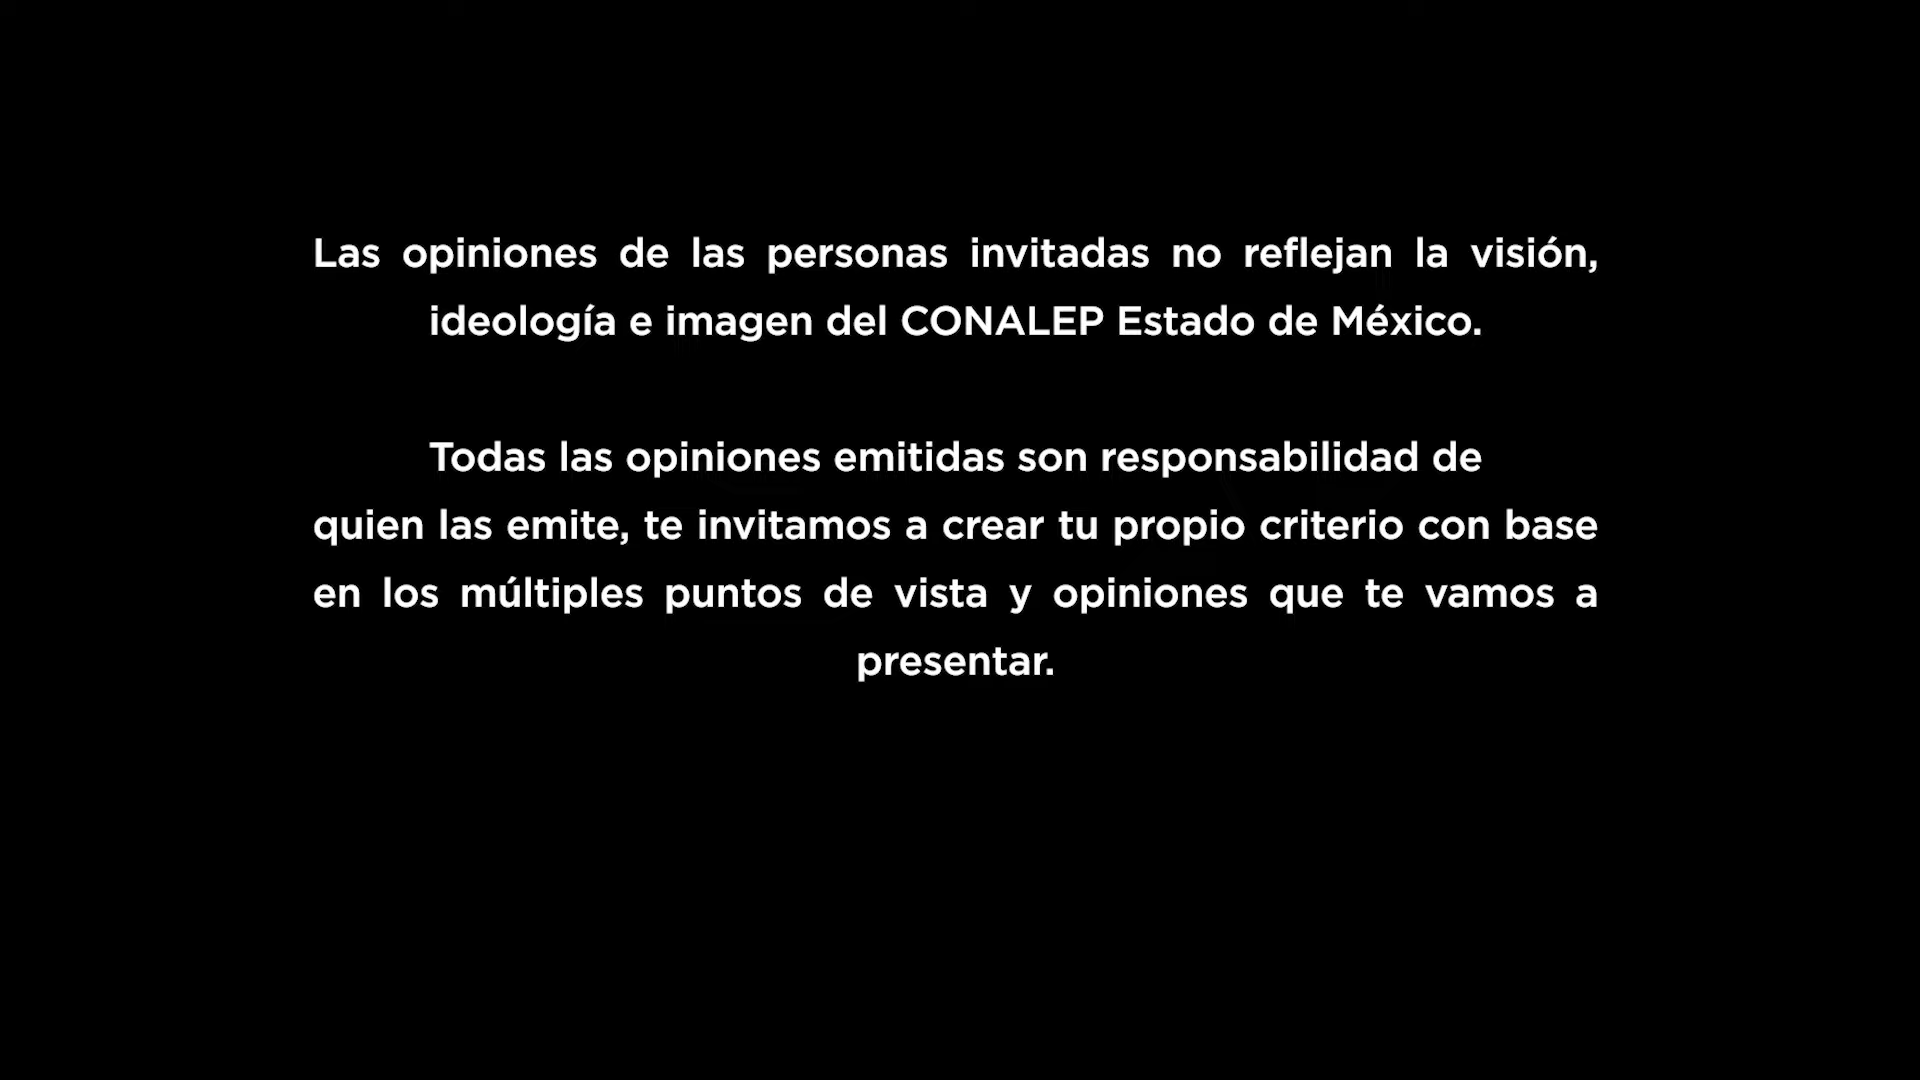 Las opiniones de las personas invitadas no reflejan la visión,
ideología e imagen del CONALEP Estado de México.
Todas las opiniones emitidas son responsabilidad de
quien las emite, te invitamos a crear tu propio criterio con base
en los múltiples puntos de vista y opiniones que te vamos a
presentar.